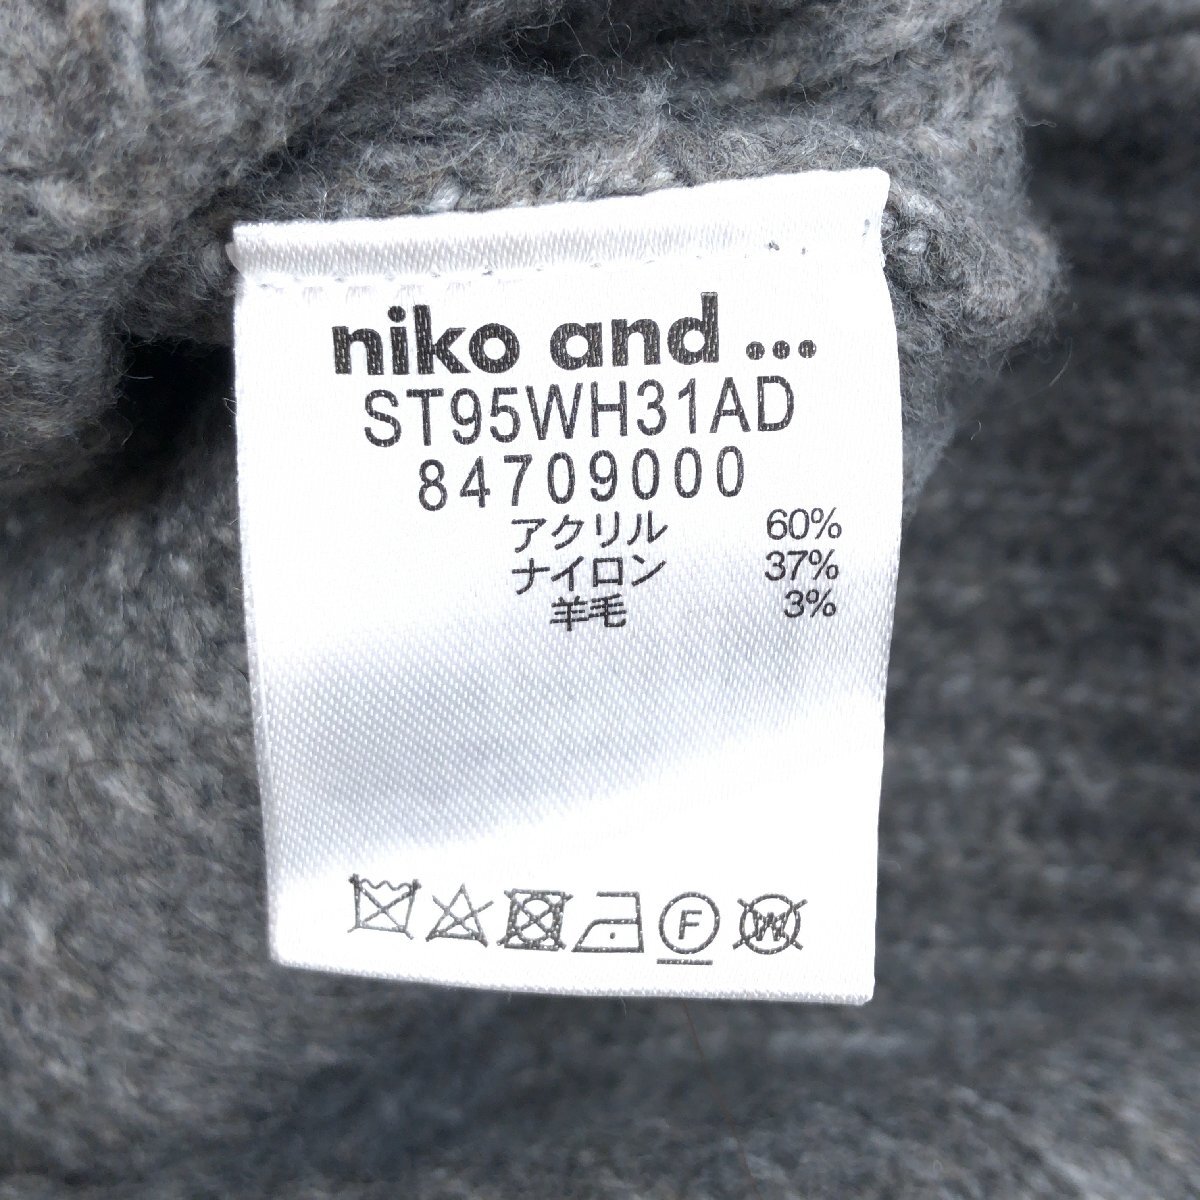 niko and ...
ST95WH31AD
84709000
アクリル 60%
ナイロン 37%
羊毛 3%
F W